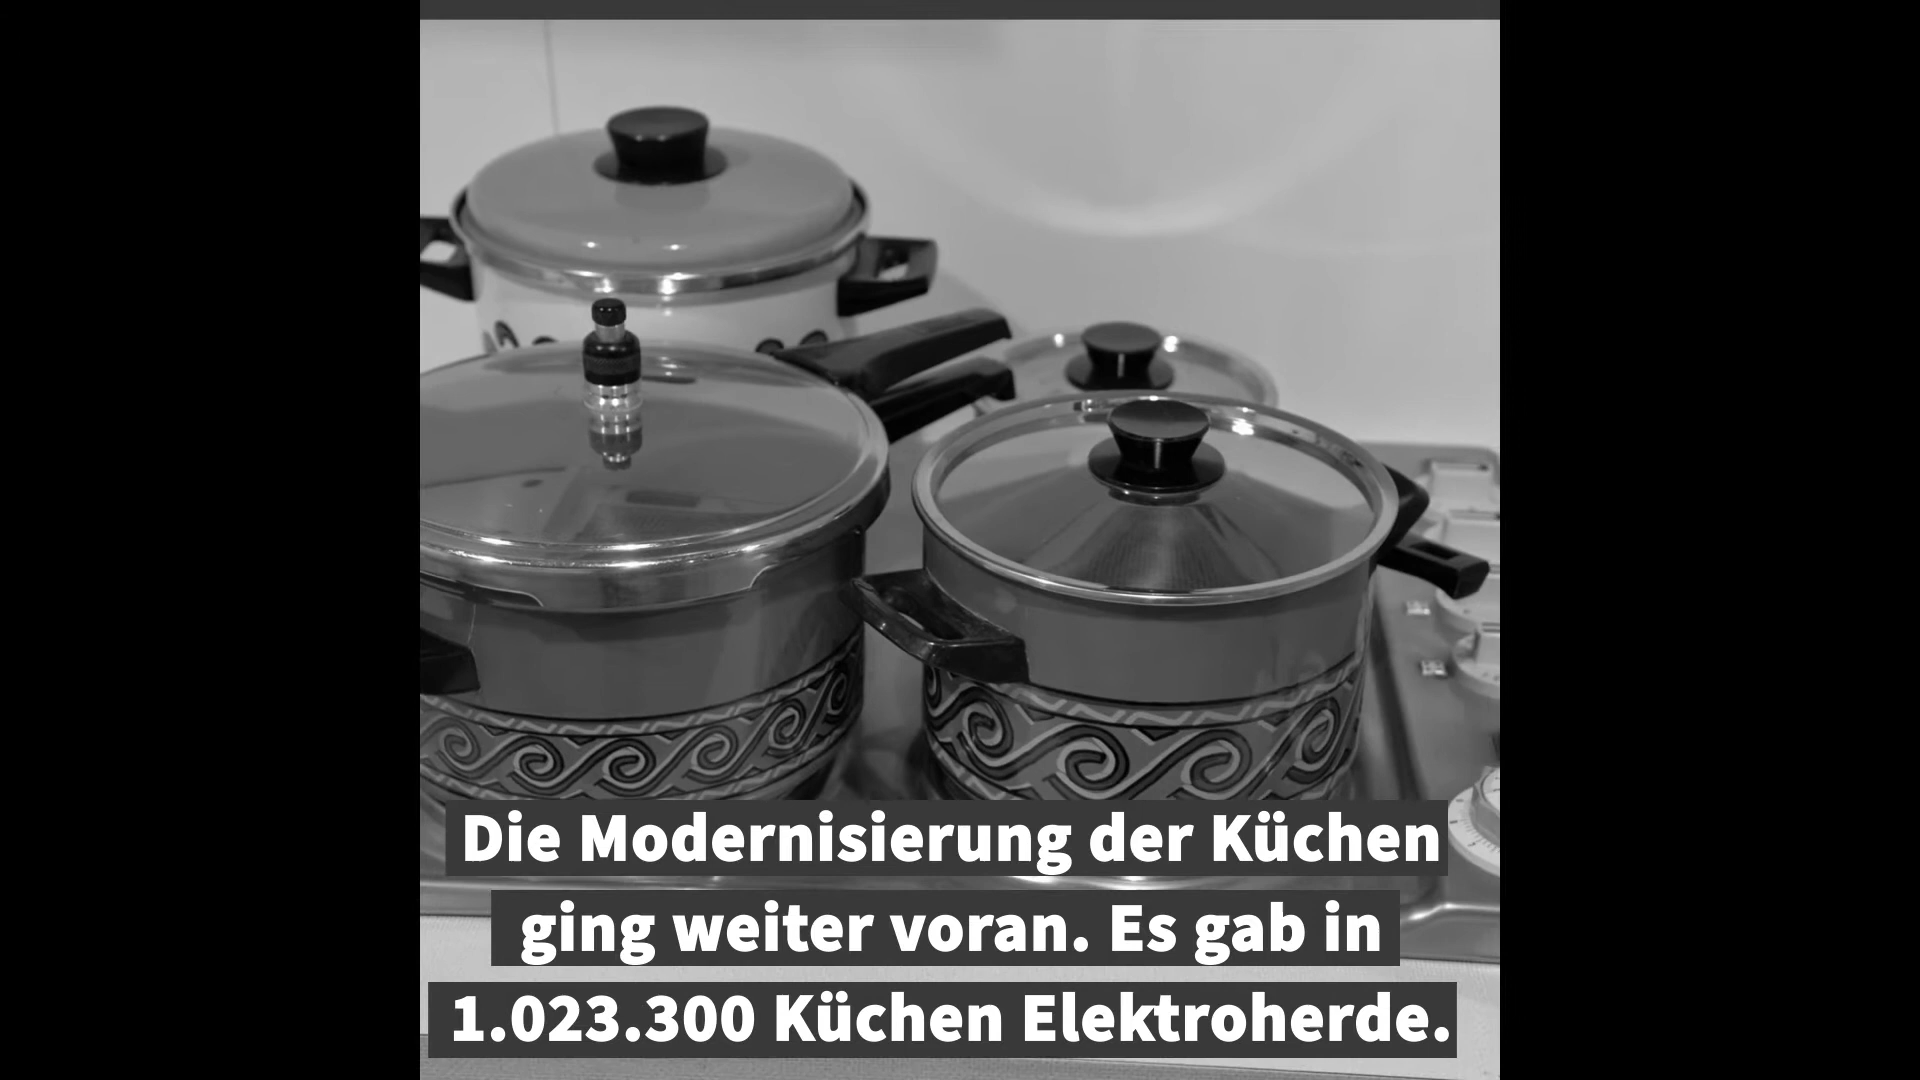 Die Modernisierung der Küchen
ging weiter voran. Es gab in
1.023.300 Küchen Elektroherde.